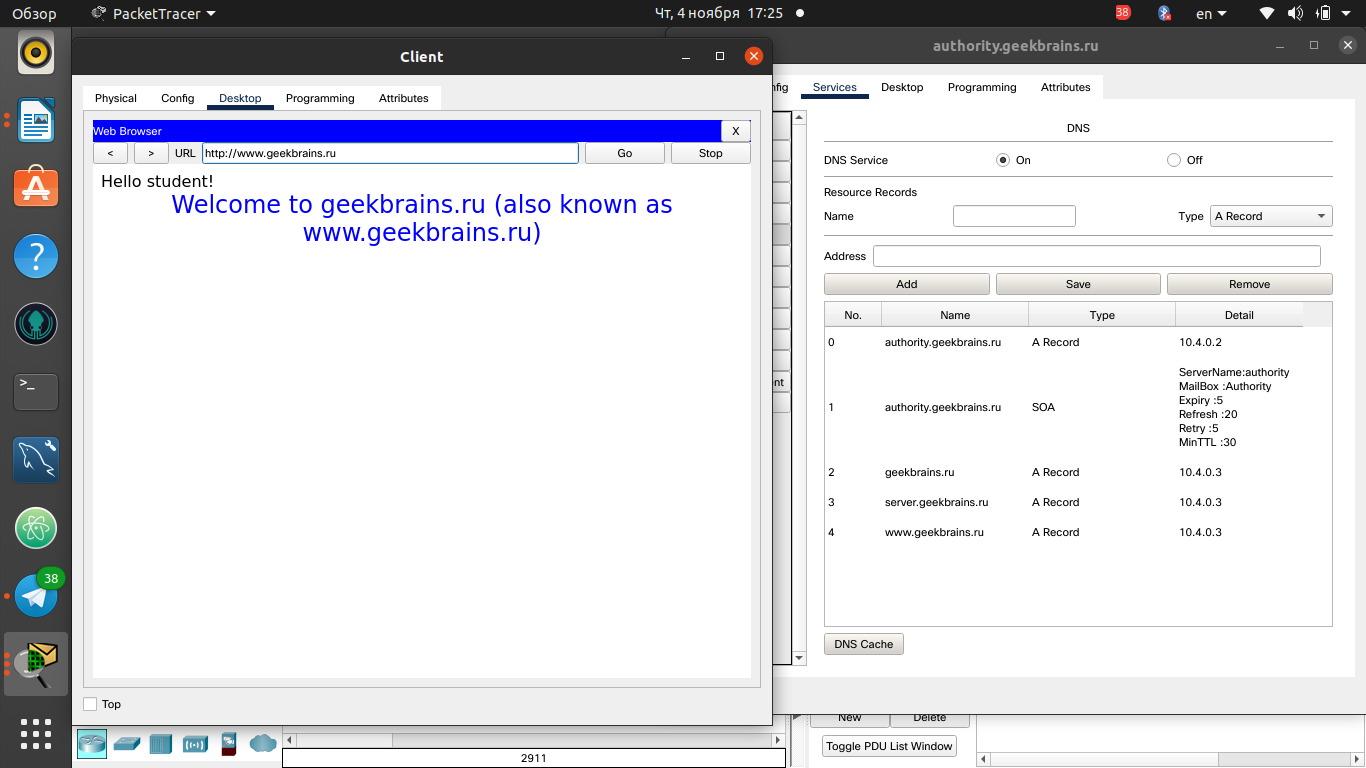 Обзор
PacketTracer
Чт, 4 ноября 17:25
38
en
Client
authority.geekbrains.ru
Physical
Config
Desktop
Programming
Attributes
Web Browser
X
<
>
URL
http://www.geekbrains.ru
Go
Stop
Hello student!
Welcome to geekbrains.ru (also known as
www.geekbrains.ru)
Top
Services
Desktop
Programming
Attributes
DNS
DNS Service
On
Off
Resource Records
Name
Type
A Record
Address
Add
Save
Remove
No. Name Type Detail
0 authority.geekbrains.ru A Record 10.4.0.2
1 authority.geekbrains.ru SOA
ServerName:authority
MailBox :Authority
Expiry :5
Refresh :20
Retry :5
MinTTL :30
2 geekbrains.ru A Record 10.4.0.3
3 server.geekbrains.ru A Record 10.4.0.3
4 www.geekbrains.ru A Record 10.4.0.3
DNS Cache
38
>_
2911
New
Delete
Toggle PDU List Window